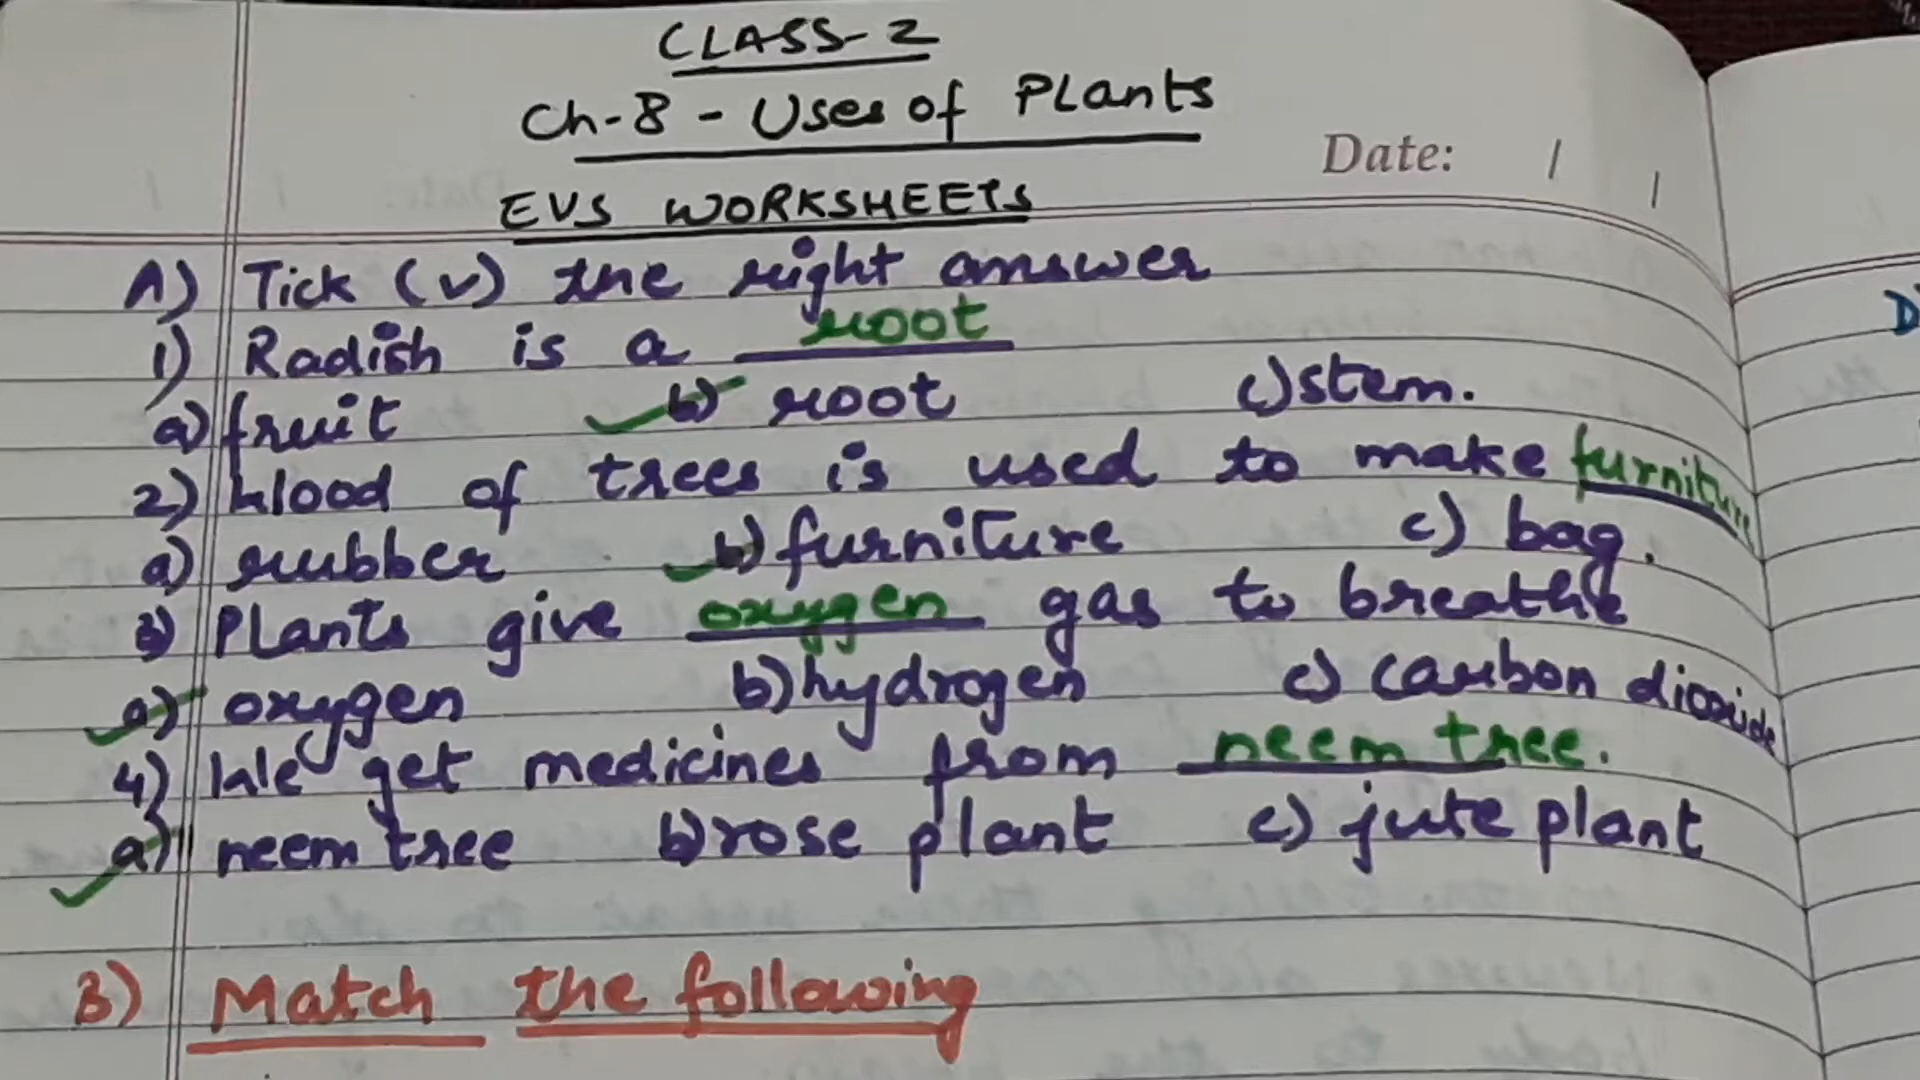 CLASS-2
Ch-8 - Uses of Plants
Date: / /
EVS WORKSHEETS
A) Tick (v) the right answer
1) Radish is a root
a) fruit b) root c) stem.
2) Wood of trees is used to make furniture
a) rubber b) furniture c) bag.
3) Plants give oxygen gas to breathe
a) oxygen b) hydrogen c) carbon dioxide
4) We get medicines from neem tree.
a) neem tree b) rose plant c) jute plant
B) Match the following
D